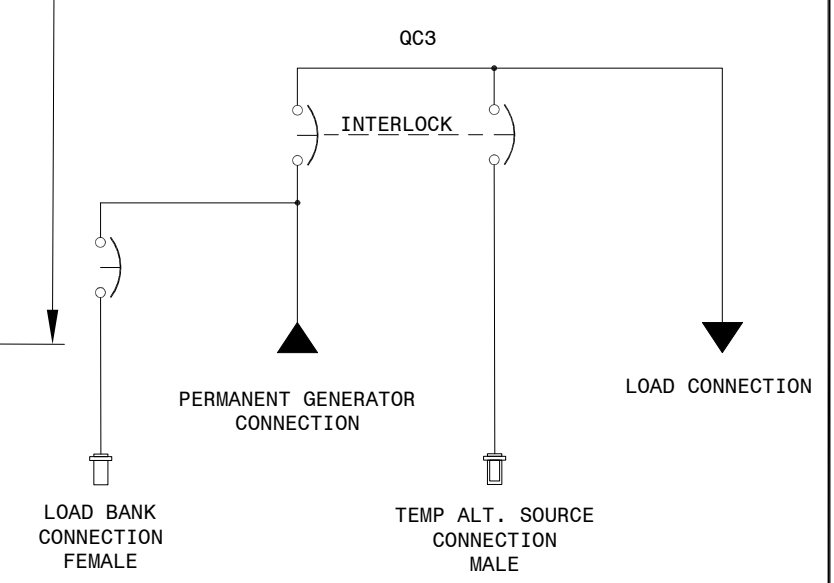 QC3
INTERLOCK
PERMANENT GENERATOR
CONNECTION
LOAD CONNECTION
LOAD BANK
CONNECTION
FEMALE
TEMP ALT. SOURCE
CONNECTION
MALE